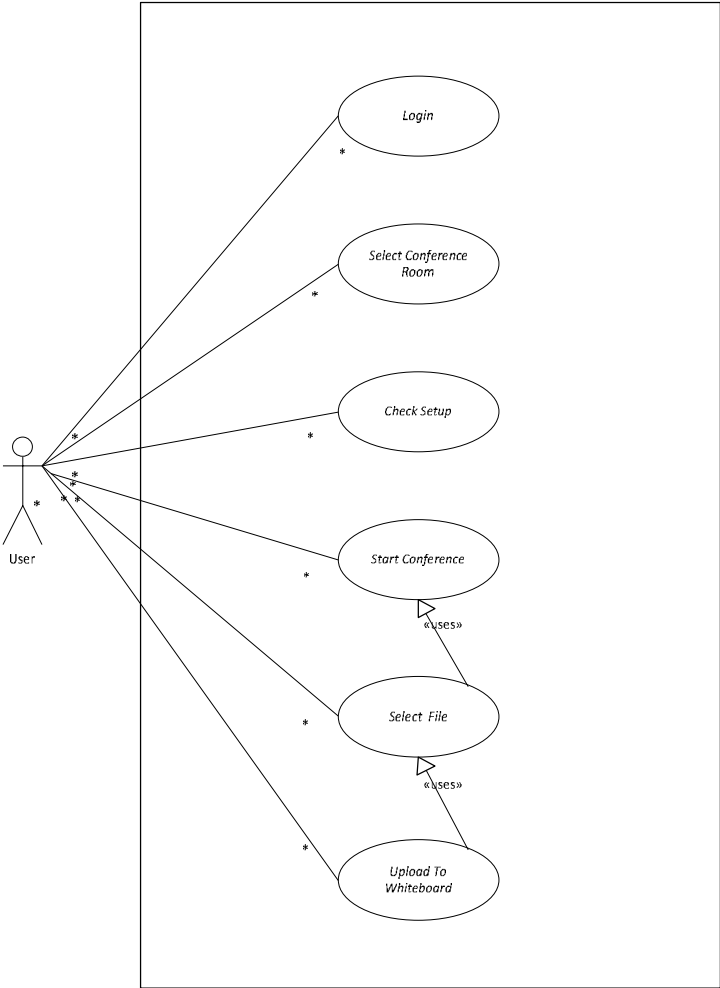 Login
*
Select Conference
Room
*
*
Check Setup
*
*
*
*
*
*
User
Start Conference
*
«uses»
Select File
*
«uses»
*
Upload To
Whiteboard